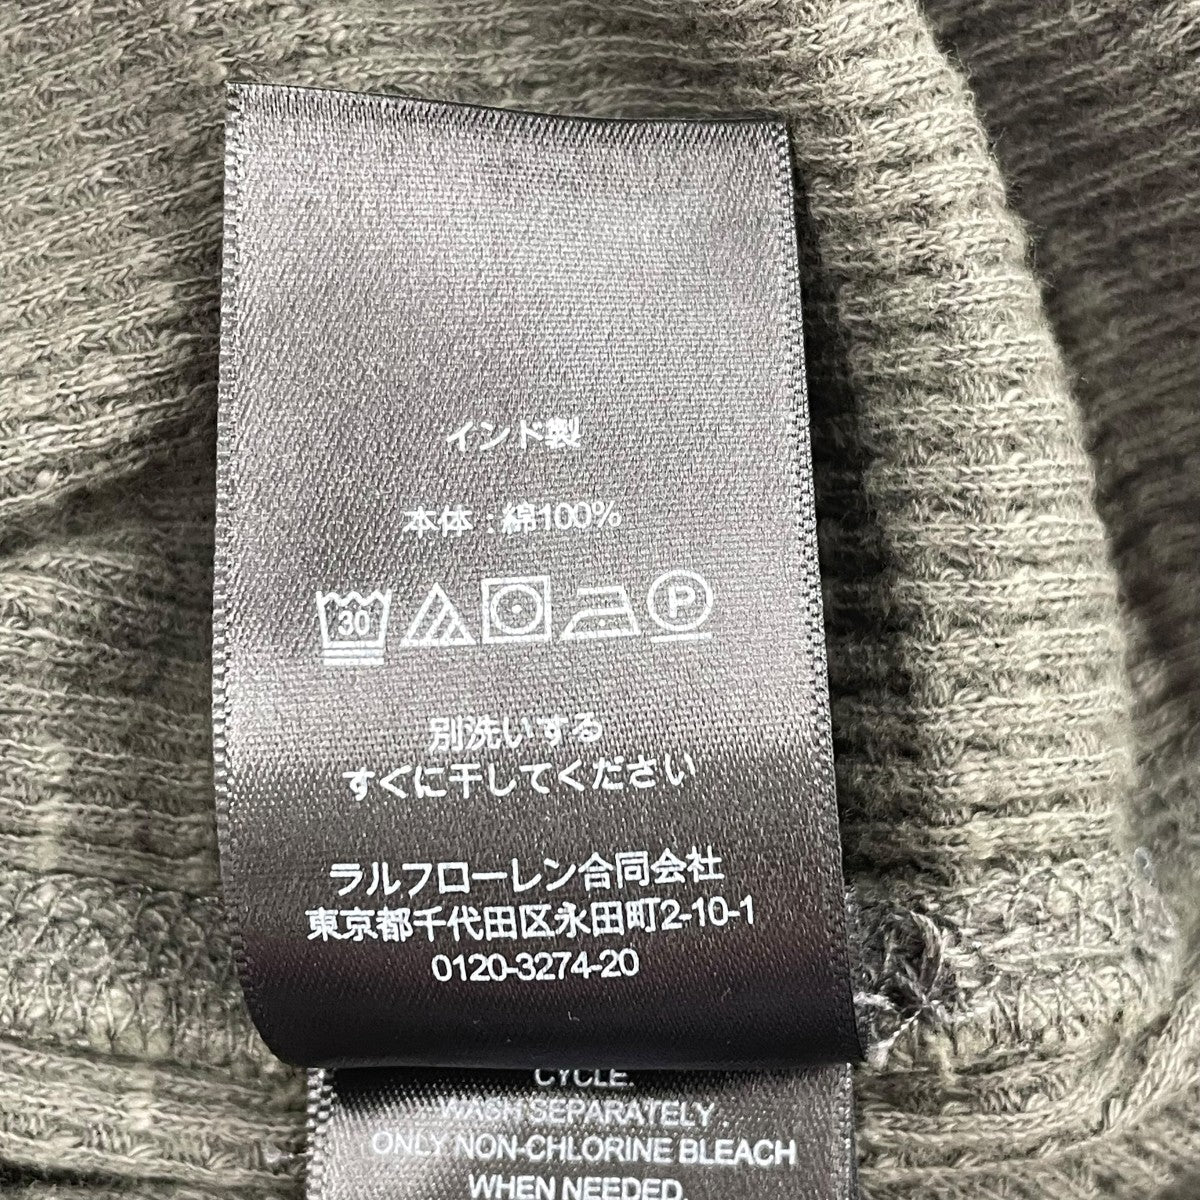 インド製
本体 : 綿100%
30 P
別洗いする
すぐに干してください
ラルフローレン合同会社
東京都千代田区永田町2-10-1
0120-3274-20
CYCLE.
WASH SEPARATELY.
ONLY NON-CHLORINE BLEACH
WHEN NEEDED.